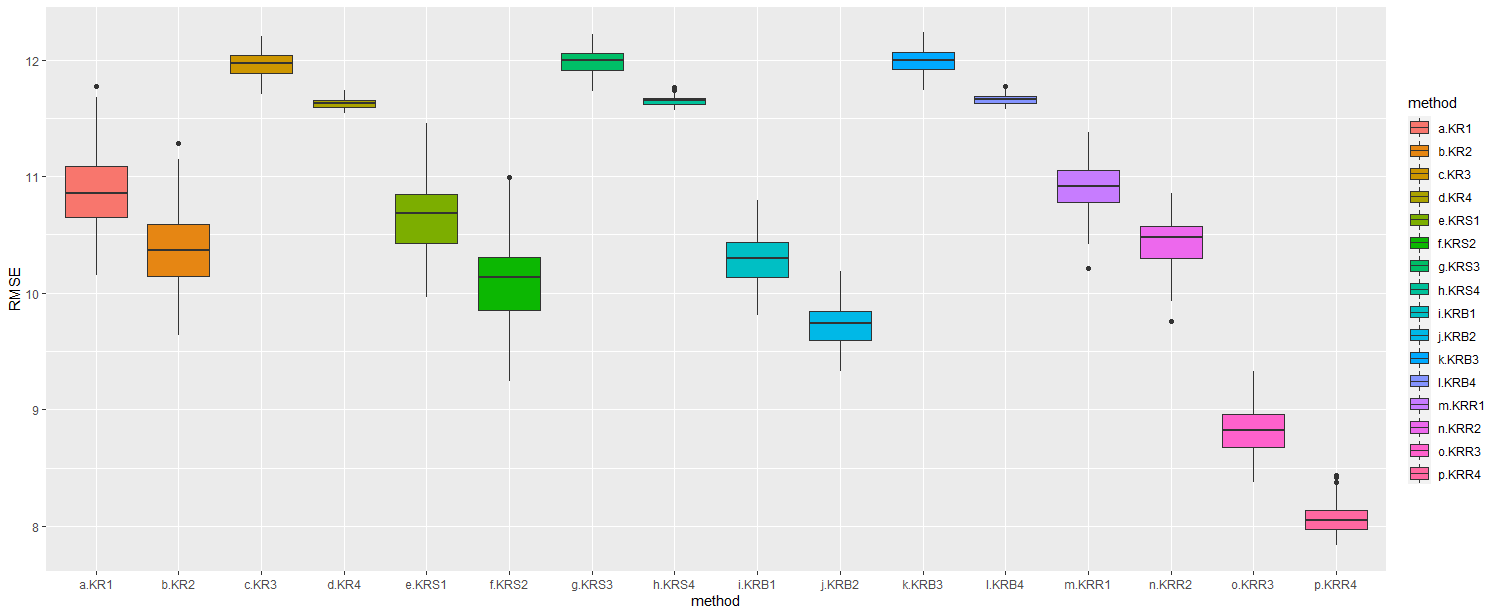 RMSE
12
11
10
9
8
a.KR1 b.KR2 c.KR3 d.KR4 e.KRS1 f.KRS2 g.KRS3 h.KRS4 i.KRB1 j.KRB2 k.KRB3 l.KRB4 m.KRR1 n.KRR2 o.KRR3 p.KRR4
method
method
a.KR1
b.KR2
c.KR3
d.KR4
e.KRS1
f.KRS2
g.KRS3
h.KRS4
i.KRB1
j.KRB2
k.KRB3
l.KRB4
m.KRR1
n.KRR2
o.KRR3
p.KRR4